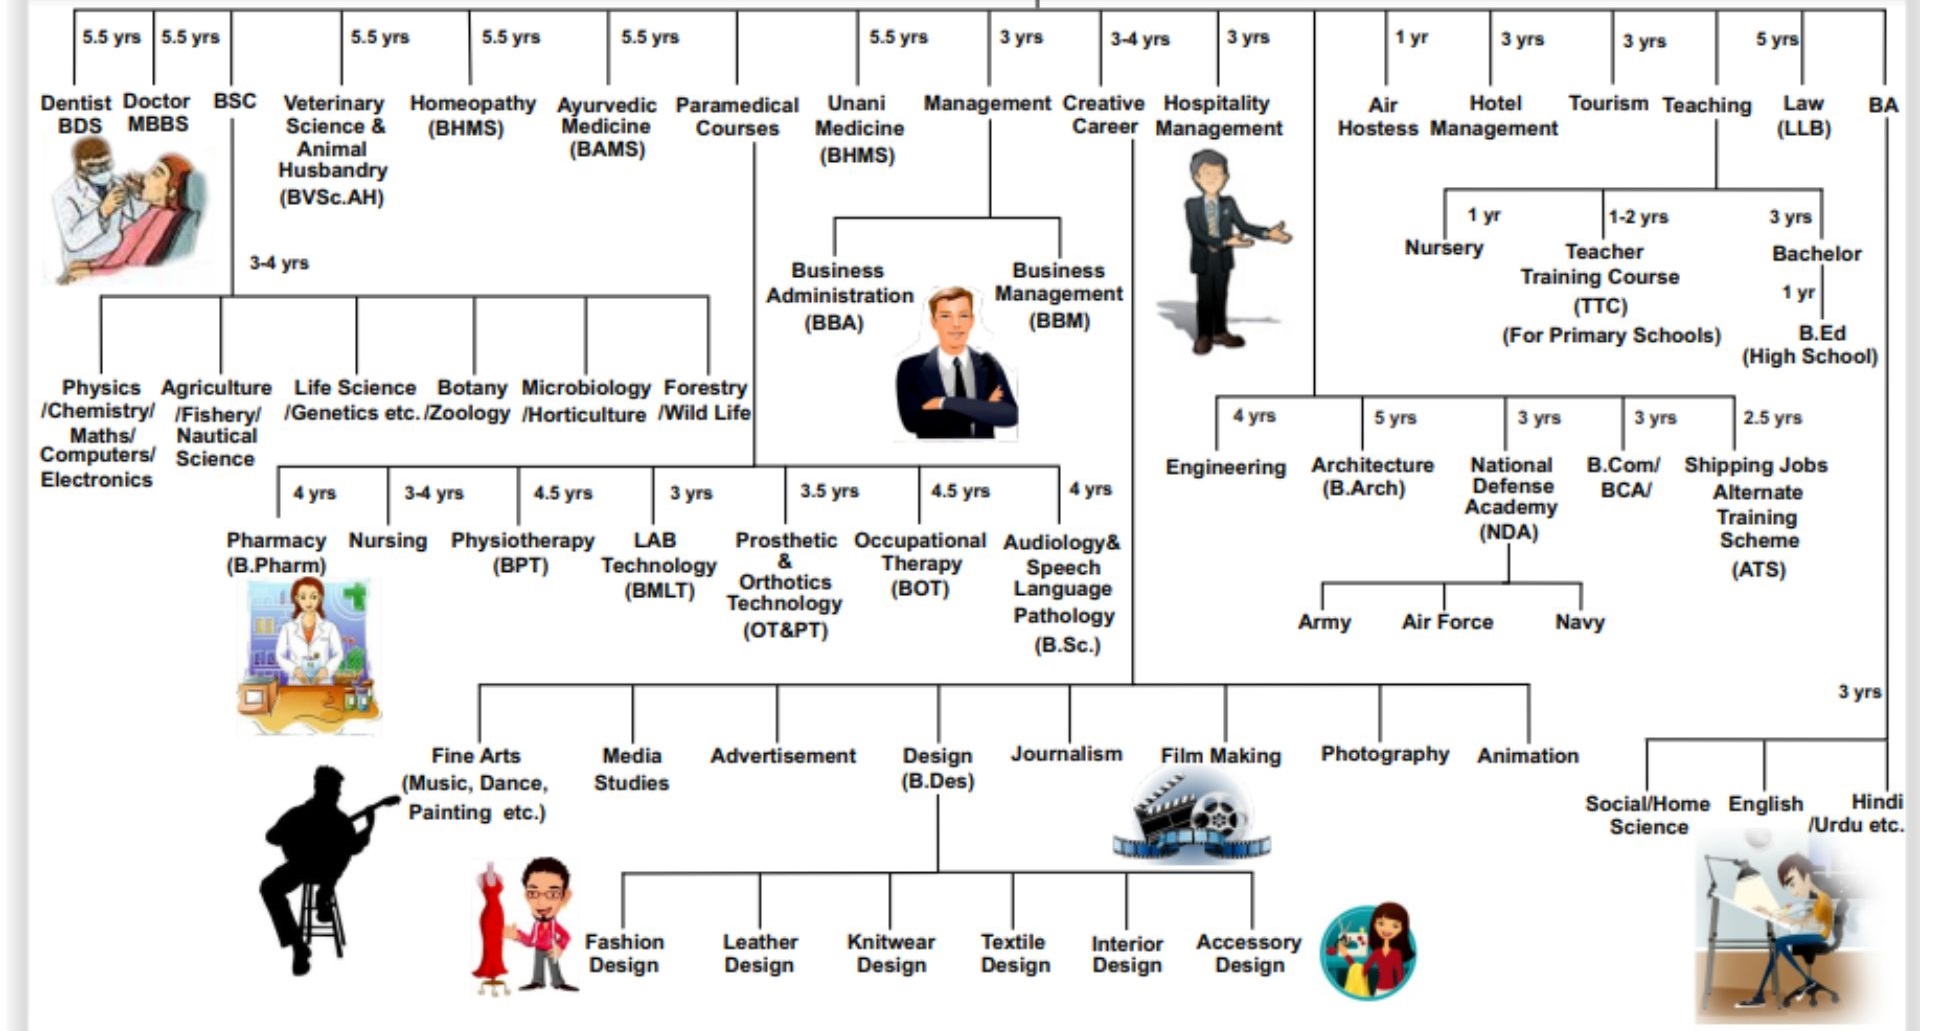 5.5 yrs 5.5 yrs 5.5 yrs 5.5 yrs 5.5 yrs 5.5 yrs 3 yrs 3-4 yrs 3 yrs 1 yr 3 yrs 3 yrs 5 yrs
Dentist
BDS
Doctor
MBBS
BSC
Veterinary
Science &
Animal
Husbandry
(BVSc.AH)
Homeopathy
(BHMS)
Ayurvedic
Medicine
(BAMS)
Paramedical
Courses
Unani
Medicine
(BHMS)
Management
Creative
Career
Hospitality
Management
Air
Hostess
Hotel
Management
Tourism
Teaching
Law
(LLB)
BA
1 yr
Nursery
1-2 yrs
Teacher
Training Course
(TTC)
(For Primary Schools)
3 yrs
Bachelor
1 yr
B.Ed
(High School)
3-4 yrs
Business
Administration
(BBA)
Business
Management
(BBM)
Physics
/Chemistry/
Maths/
Computers/
Electronics
Agriculture
/Fishery/
Nautical
Science
Life Science
/Genetics etc.
Botany
/Zoology
Microbiology
/Horticulture
Forestry
/Wild Life
4 yrs
Engineering
5 yrs
Architecture
(B.Arch)
3 yrs
National
Defense
Academy
(NDA)
3 yrs
B.Com/
BCA/
2.5 yrs
Shipping Jobs
Alternate
Training
Scheme
(ATS)
4 yrs
Pharmacy
(B.Pharm)
3-4 yrs
Nursing
4.5 yrs
Physiotherapy
(BPT)
3 yrs
LAB
Technology
(BMLT)
3.5 yrs
Prosthetic
&
Orthotics
Technology
(OT&PT)
4.5 yrs
Occupational
Therapy
(BOT)
4 yrs
Audiology&
Speech
Language
Pathology
(B.Sc.)
Army
Air Force
Navy
3 yrs
Fine Arts
(Music, Dance,
Painting etc.)
Media
Studies
Advertisement
Design
(B.Des)
Journalism
Film Making
Photography
Animation
Social/Home
Science
English
Hindi
/Urdu etc.
Fashion
Design
Leather
Design
Knitwear
Design
Textile
Design
Interior
Design
Accessory
Design